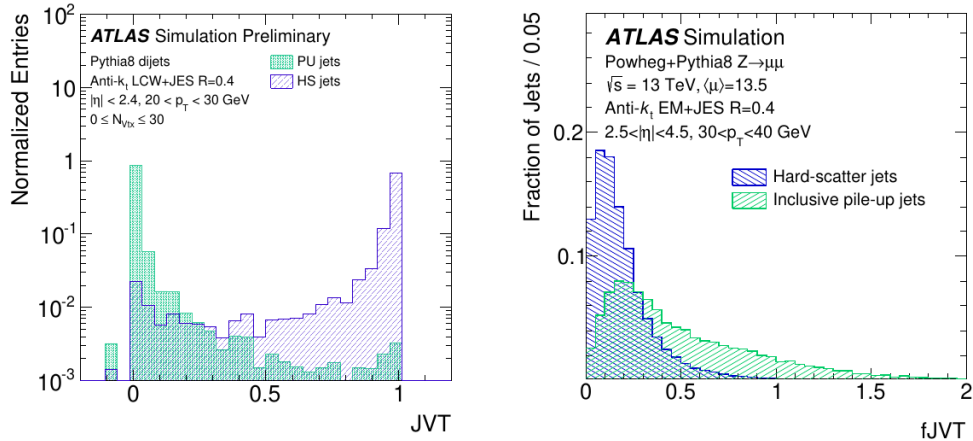 Normalized Entries
10²
10
1
10⁻¹
10⁻²
10⁻³
ATLAS Simulation Preliminary
Pythia8 dijets
Anti-kₜ LCW+JES R=0.4
|η| < 2.4, 20 < p_T < 30 GeV
0 ≤ N_Vtx ≤ 30
PU jets
HS jets
0
0.5
1
JVT
Fraction of Jets / 0.05
0.2
0.1
ATLAS Simulation
Powheg+Pythia8 Z→μμ
√s = 13 TeV, ⟨μ⟩=13.5
Anti-kₜ EM+JES R=0.4
2.5<|η|<4.5, 30<p_T<40 GeV
Hard-scatter jets
Inclusive pile-up jets
0
0.5
1
1.5
2
fJVT